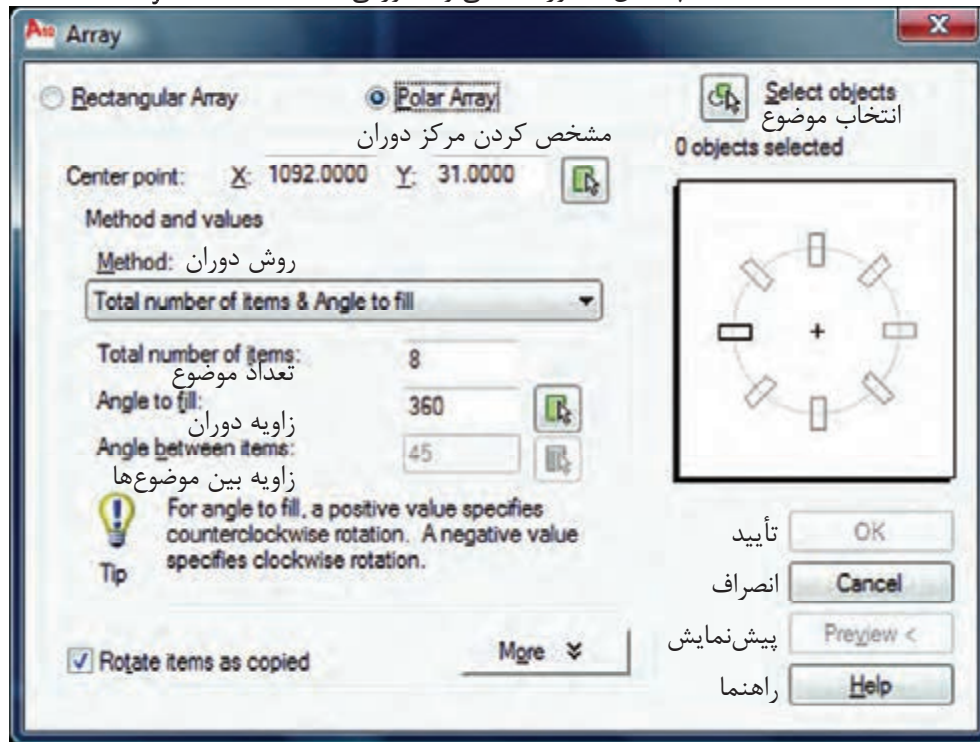 Array
Rectangular Array
Polar Array
Select objects
انتخاب موضوع
0 objects selected
مشخص کردن مرکز دوران
Center point: X: 1092.0000 Y: 31.0000
Method and values
Method: روش دوران
Total number of items & Angle to fill
Total number of items: 8
تعداد موضوع
Angle to fill: 360
زاویه دوران
Angle between items: 45
زاویه بین موضوع‌ها
For angle to fill, a positive value specifies
counterclockwise rotation. A negative value
specifies clockwise rotation.
Tip
Rotate items as copied
More
تأیید OK
انصراف Cancel
پیش‌نمایش Preview <
راهنما Help